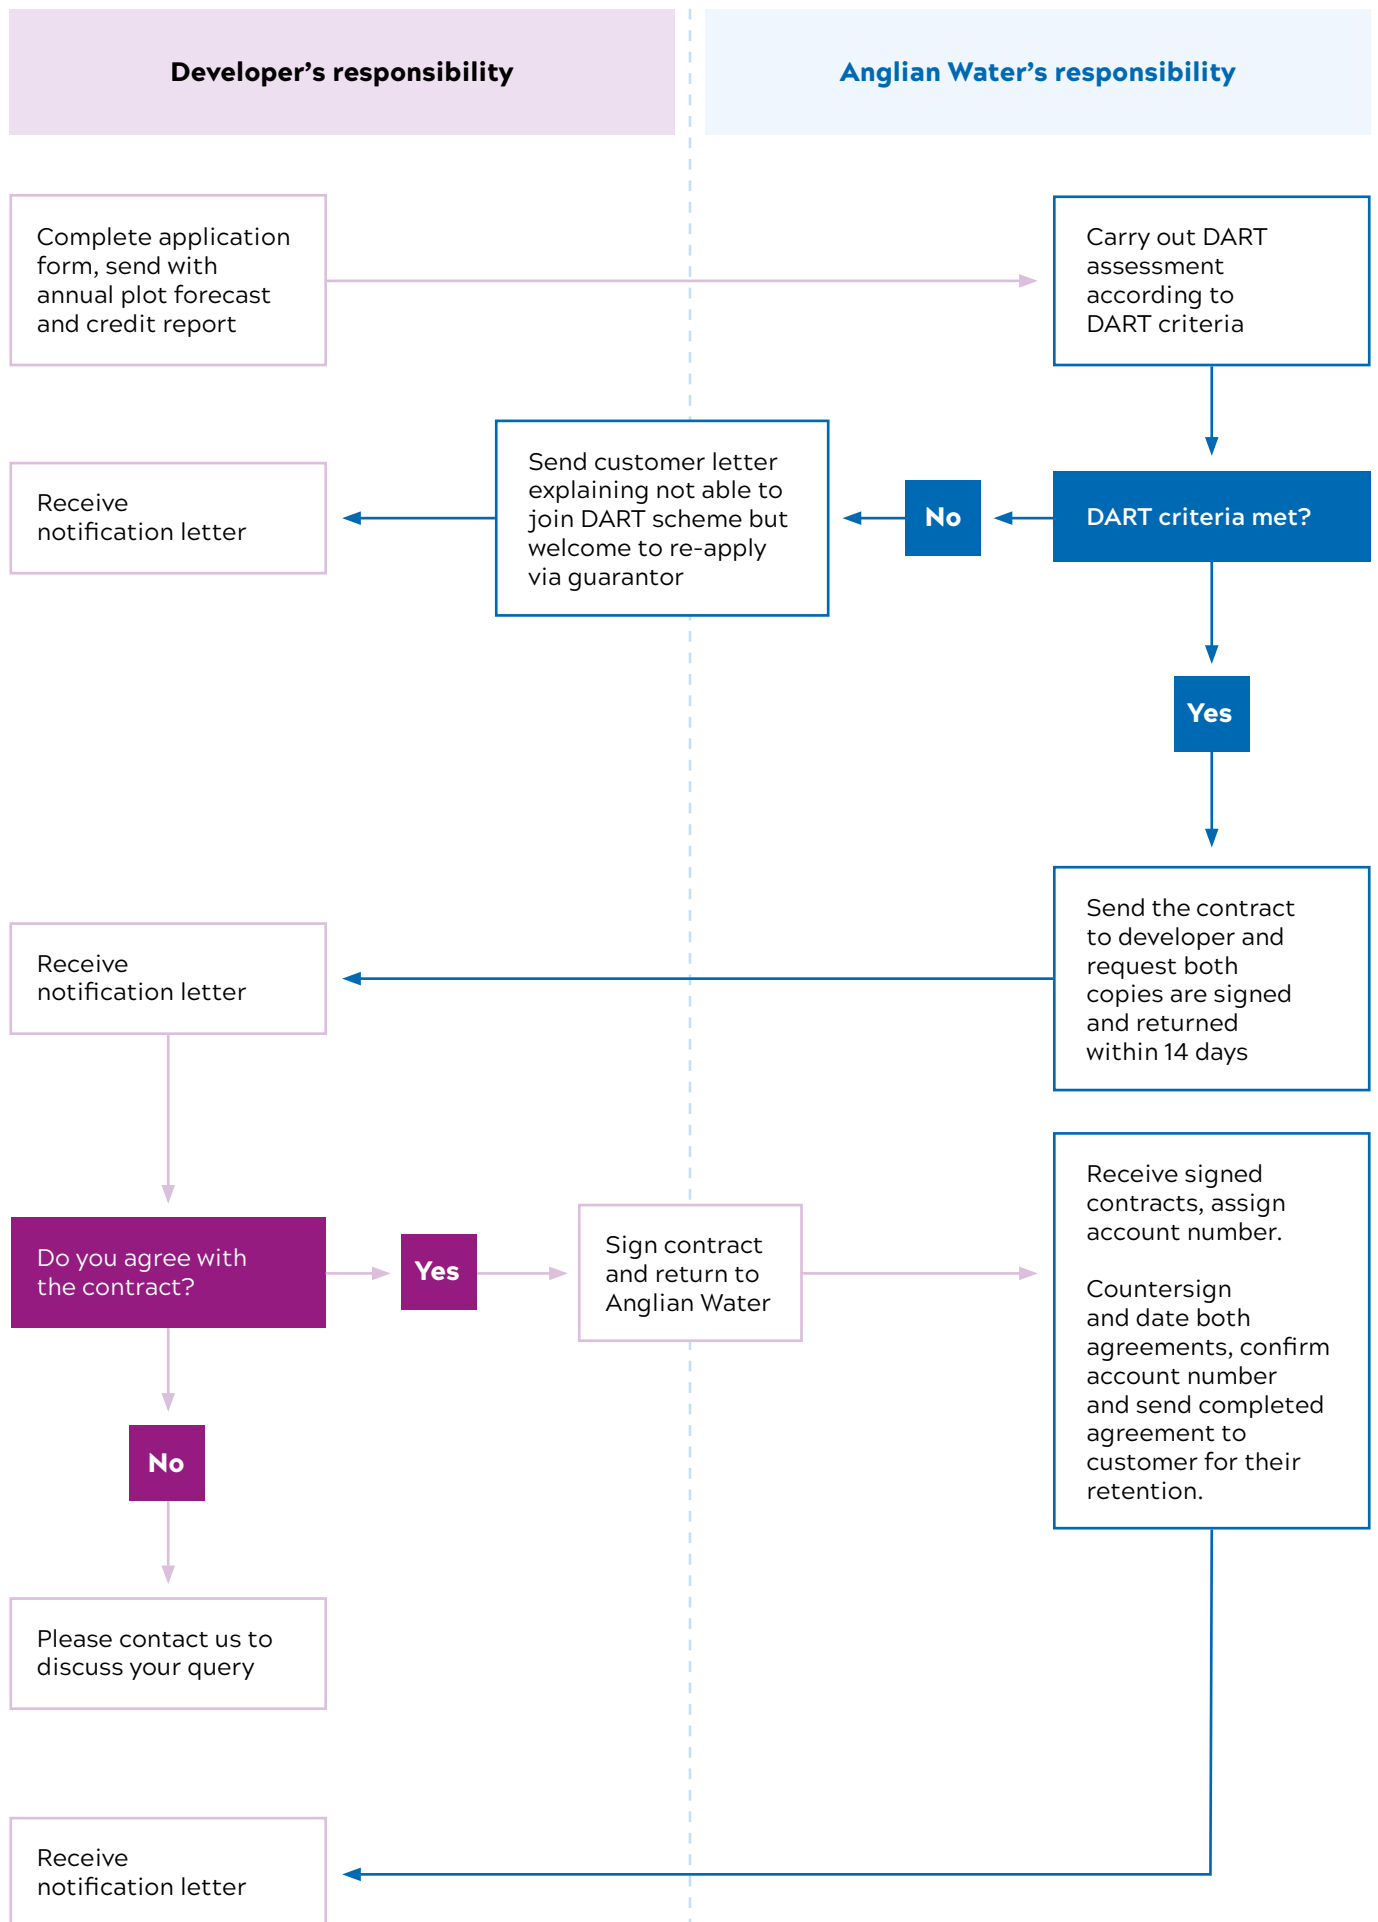 Developer’s responsibility
Anglian Water’s responsibility
Complete application
form, send with
annual plot forecast
and credit report
Carry out DART
assessment
according to
DART criteria
DART criteria met?
No
Send customer letter
explaining not able to
join DART scheme but
welcome to re-apply
via guarantor
Receive
notification letter
Yes
Send the contract
to developer and
request both
copies are signed
and returned
within 14 days
Receive
notification letter
Do you agree with
the contract?
Yes
Sign contract
and return to
Anglian Water
Receive signed
contracts, assign
account number.
Countersign
and date both
agreements, confirm
account number
and send completed
agreement to
customer for their
retention.
No
Please contact us to
discuss your query
Receive
notification letter